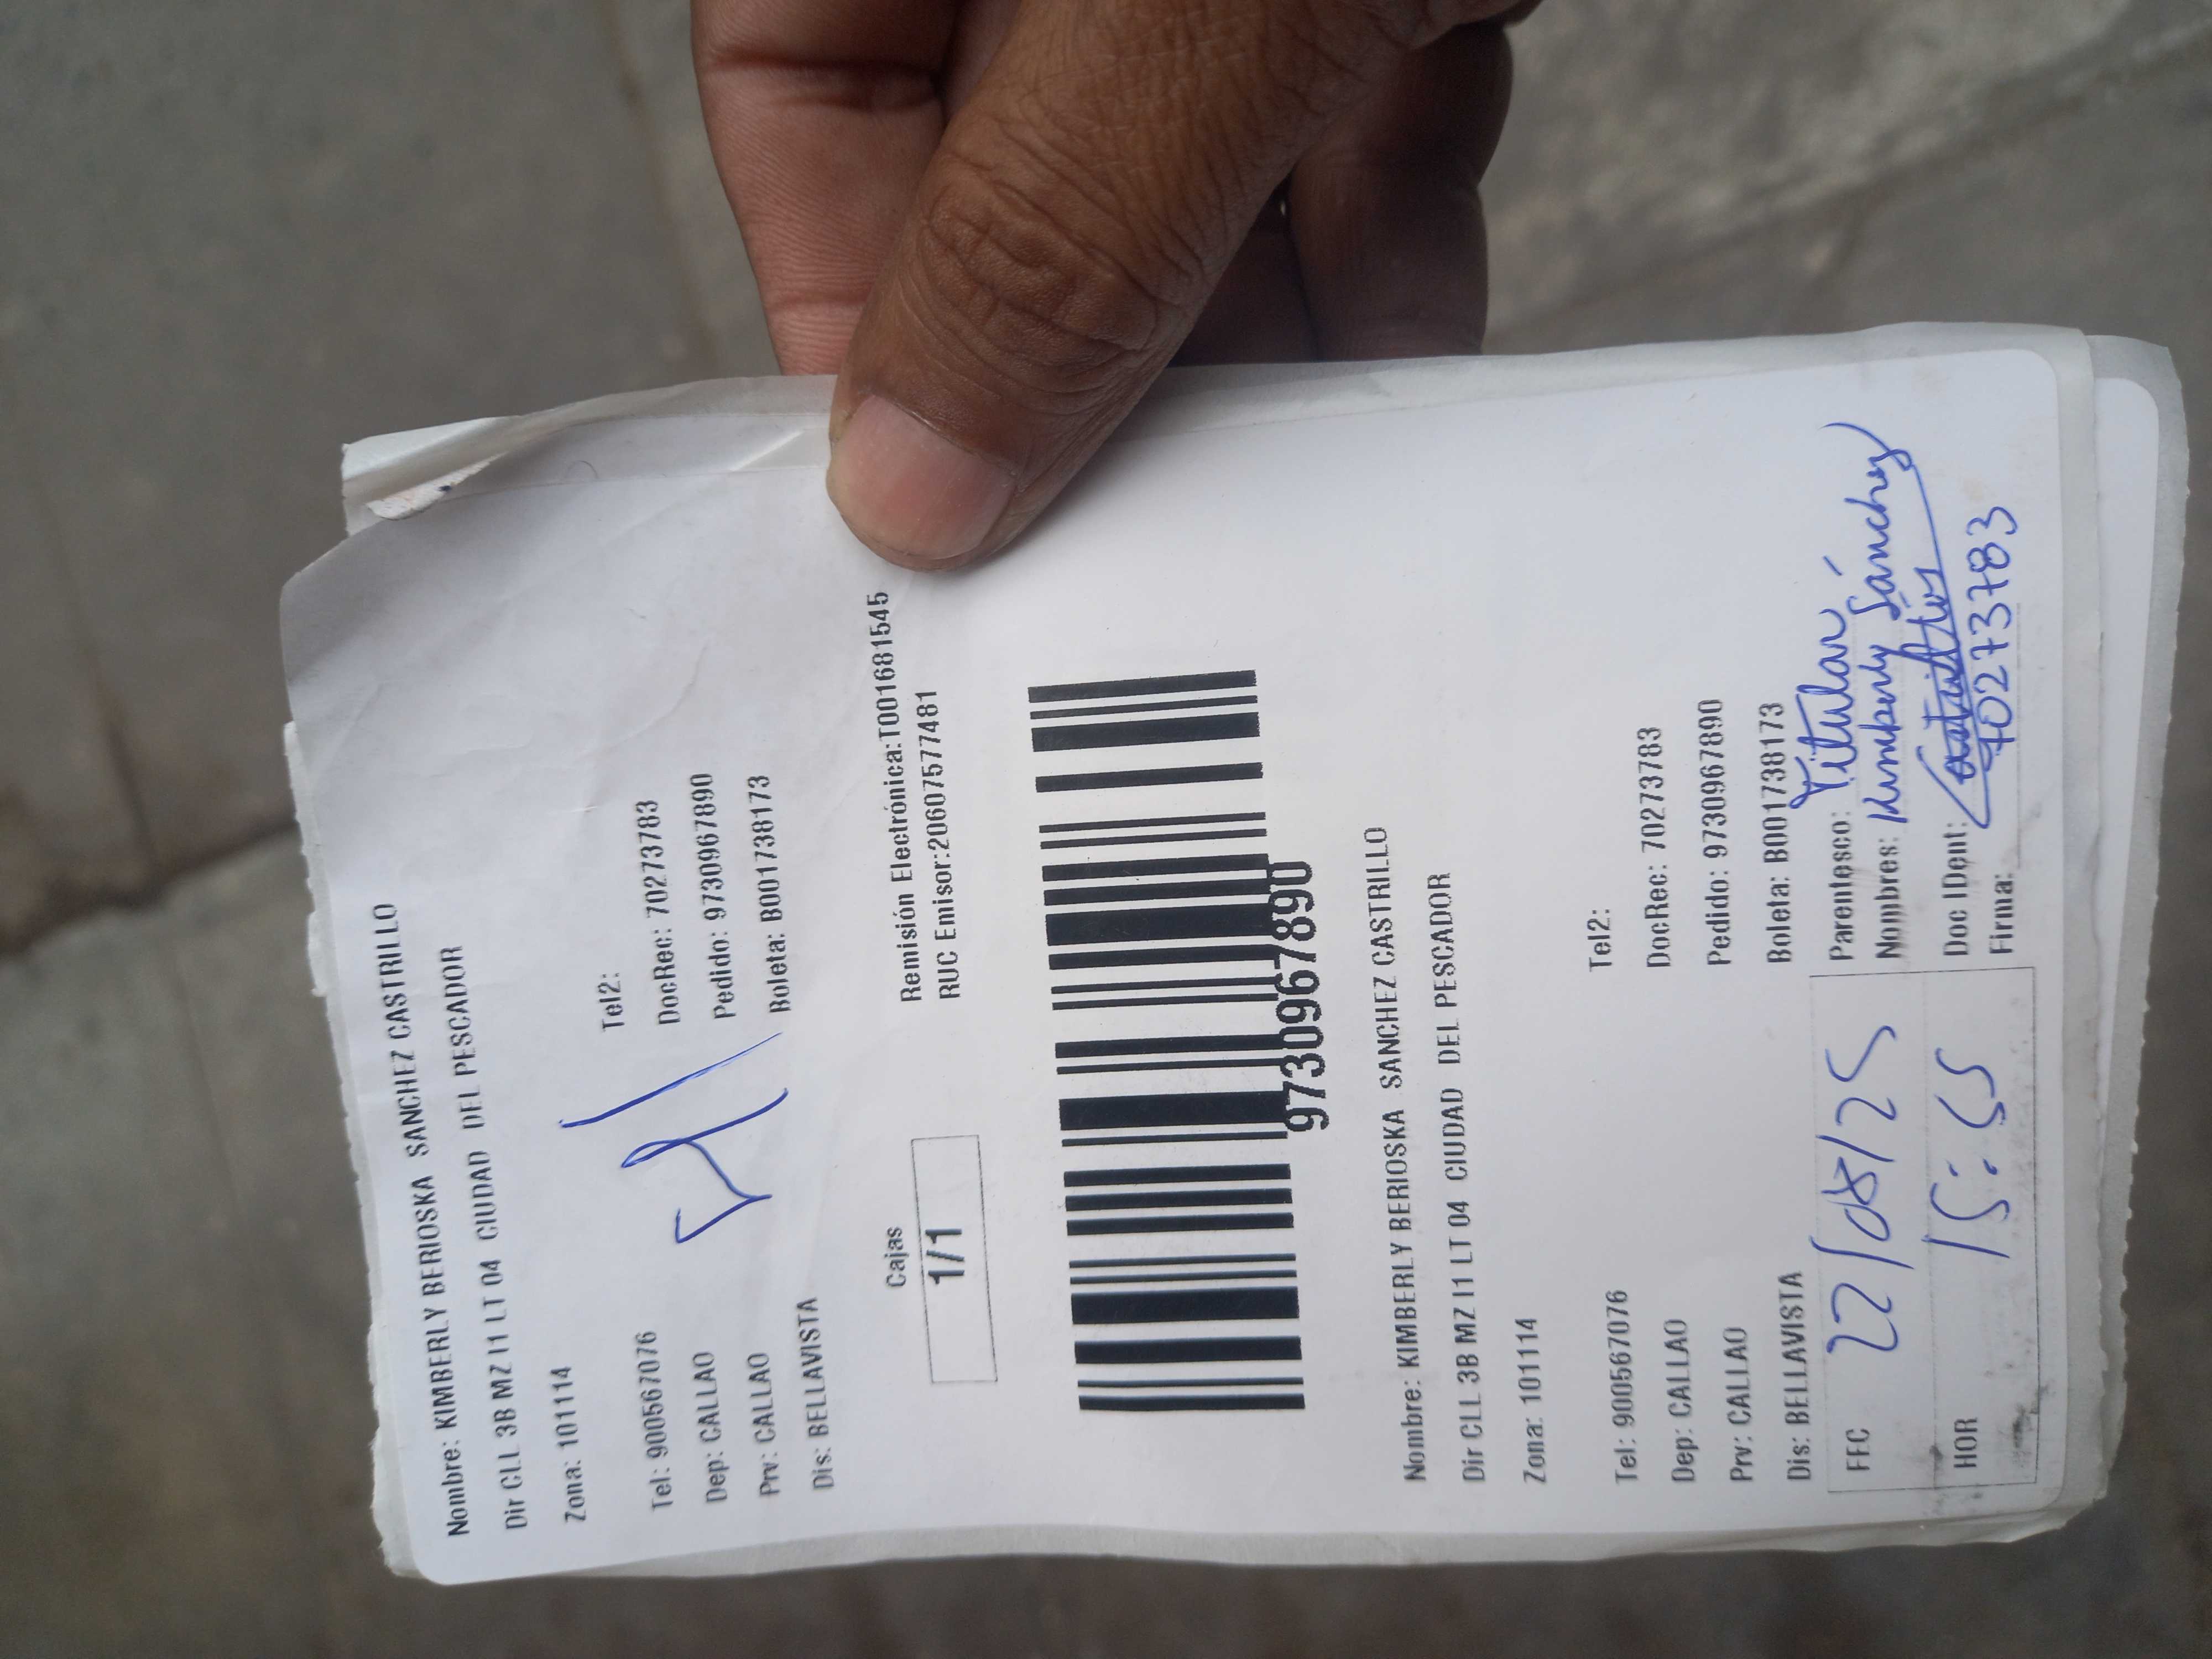 Nombre: KIMBERLY BERIOSKA SANCHEZ CASTRILLO
Dir CLL 3B MZ I1 LT 04 CIUDAD DEL PESCADOR
Zona: 101114
Tel: 900567076 Tel2:
Dep: CALLAO DocRec: 70273783
Prv: CALLAO Pedido: 9730967890
Dis: BELLAVISTA Boleta: B001738173
Cajas Remisión Electrónica:T001681545
1/1 RUC Emisor:20607577481
9730967890
Nombre: KIMBERLY BERIOSKA SANCHEZ CASTRILLO
Dir CLL 3B MZ I1 LT 04 CIUDAD DEL PESCADOR
Zona: 101114
Tel: 900567076 Tel2:
Dep: CALLAO DocRec: 70273783
Prv: CALLAO Pedido: 9730967890
Dis: BELLAVISTA Boleta: B001738173
FEC 22/08/25 Parentesco: Titular
Nombres: Kimberly Sánchez
HOR 15:55 Doc IDent:
Firma: 70273783